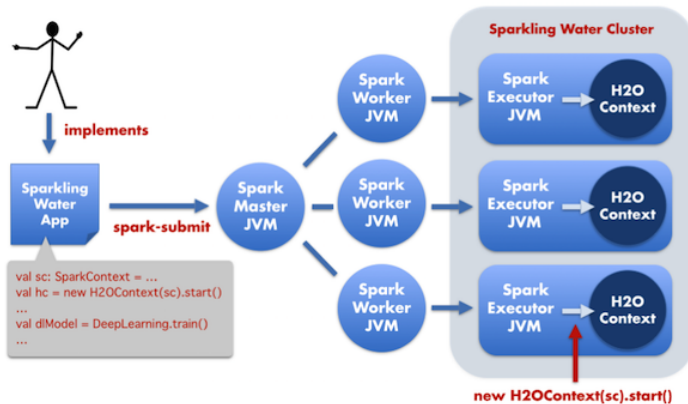 Sparkling Water Cluster
implements
Sparkling
Water
App
spark-submit
val sc: SparkContext = ...
val hc = new H2OContext(sc).start()
...
val dlModel = DeepLearning.train()
...
Spark
Master
JVM
Spark
Worker
JVM
Spark
Executor
JVM
H2O
Context
Spark
Worker
JVM
Spark
Executor
JVM
H2O
Context
Spark
Worker
JVM
Spark
Executor
JVM
H2O
Context
new H2OContext(sc).start()